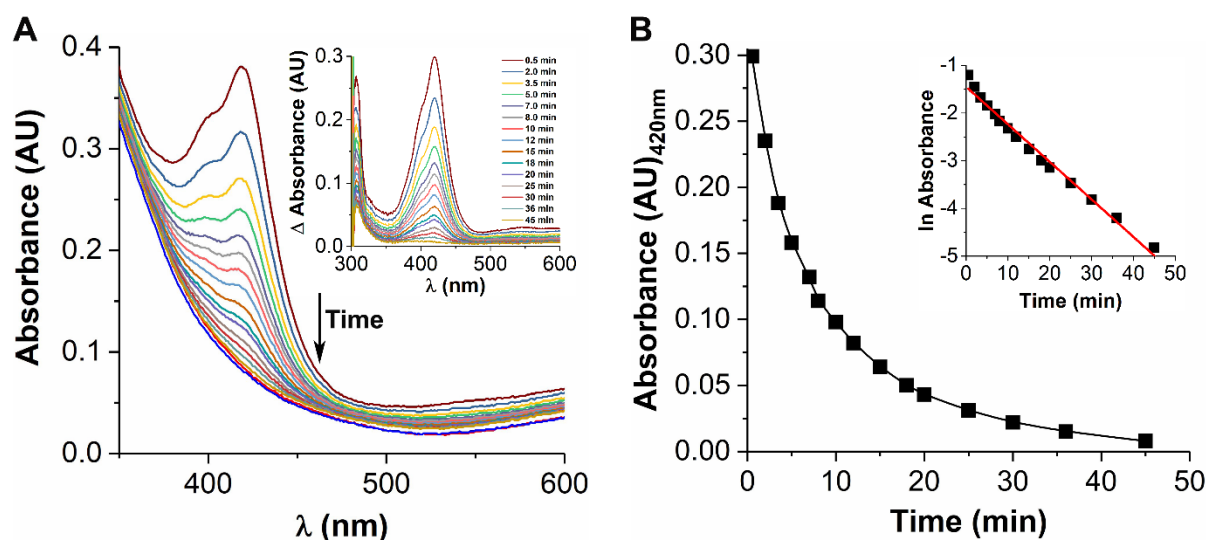 A
Absorbance (AU)
0.4
0.3
0.2
0.1
0.0
400
500
600
λ (nm)
Time
Δ Absorbance (AU)
0.3
0.2
0.1
0.0
300
400
500
600
λ (nm)
0.5 min
2.0 min
3.5 min
5.0 min
7.0 min
8.0 min
10 min
12 min
15 min
18 min
20 min
25 min
30 min
36 min
45 min
B
Absorbance (AU)420nm
0.30
0.25
0.20
0.15
0.10
0.05
0.00
0
10
20
30
40
50
Time (min)
ln Absorbance
-1
-2
-3
-4
-5
0
10
20
30
40
50
Time (min)